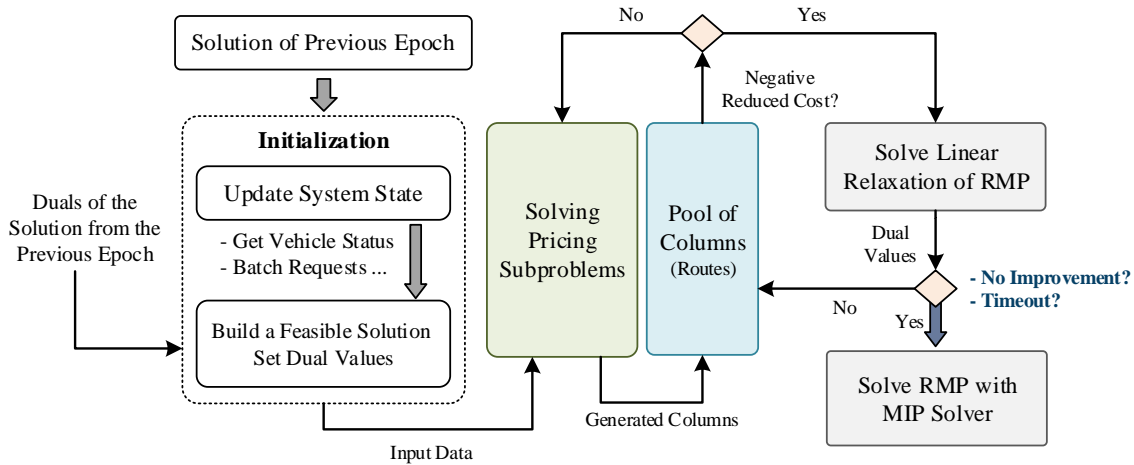 Solution of Previous Epoch
Initialization
Update System State
- Get Vehicle Status
- Batch Requests ...
Build a Feasible Solution
Set Dual Values
Duals of the
Solution from the
Previous Epoch
Input Data
Solving
Pricing
Subproblems
Generated Columns
Pool of
Columns
(Routes)
Negative
Reduced Cost?
No
Yes
Solve Linear
Relaxation of RMP
Dual
Values
- No Improvement?
- Timeout?
No
Yes
Solve RMP with
MIP Solver